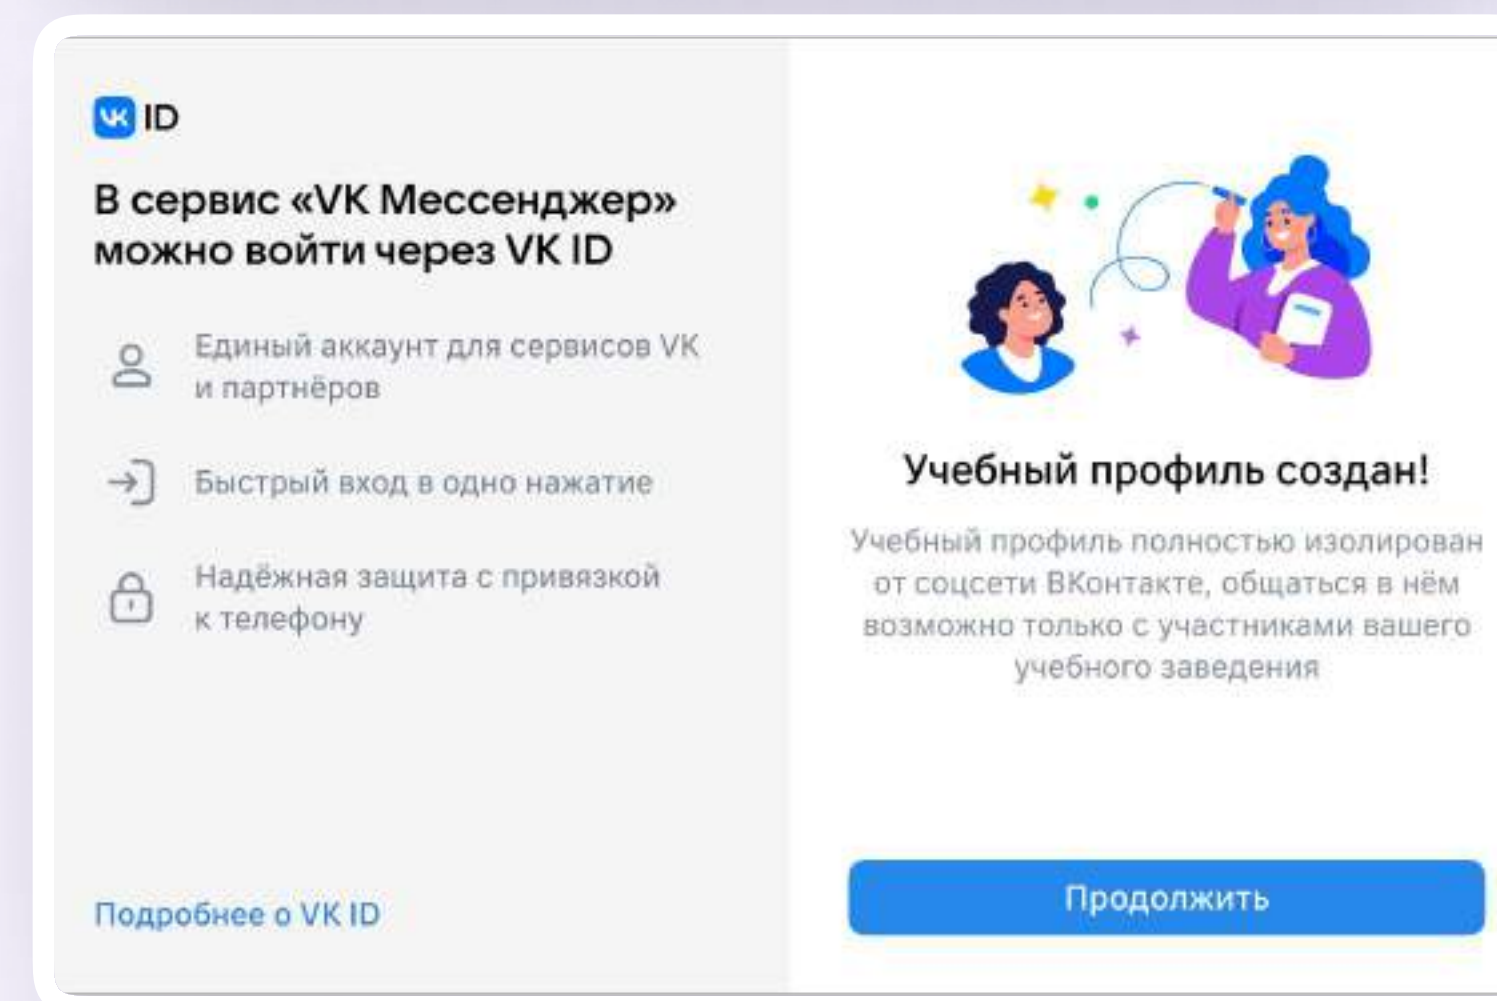 VK ID
В сервис «VK Мессенджер»
можно войти через VK ID
Единый аккаунт для сервисов VK
и партнёров
Быстрый вход в одно нажатие
Надёжная защита с привязкой
к телефону
Подробнее о VK ID
Учебный профиль создан!
Учебный профиль полностью изолирован
от соцсети ВКонтакте, общаться в нём
возможно только с участниками вашего
учебного заведения
Продолжить